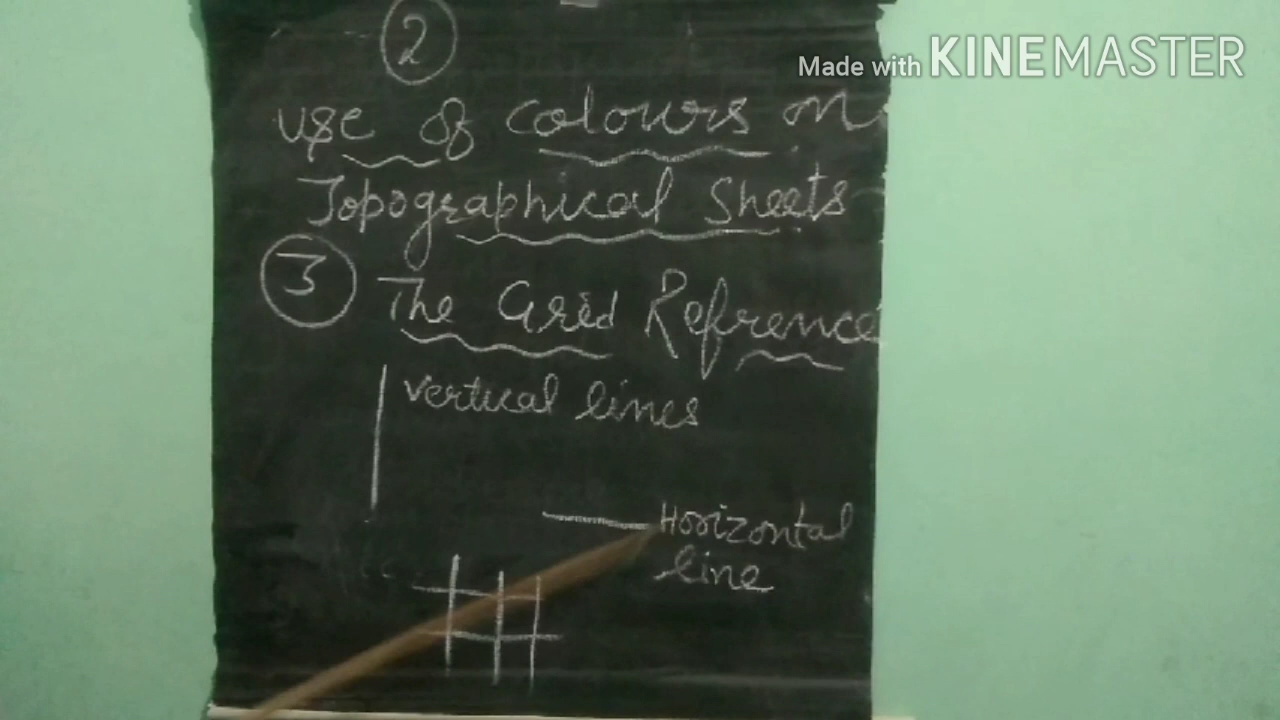 Made with KINEMASTER
2
use of colours on
Topographical Sheets
3 The Grid Refrence
vertical lines
Horizontal
line